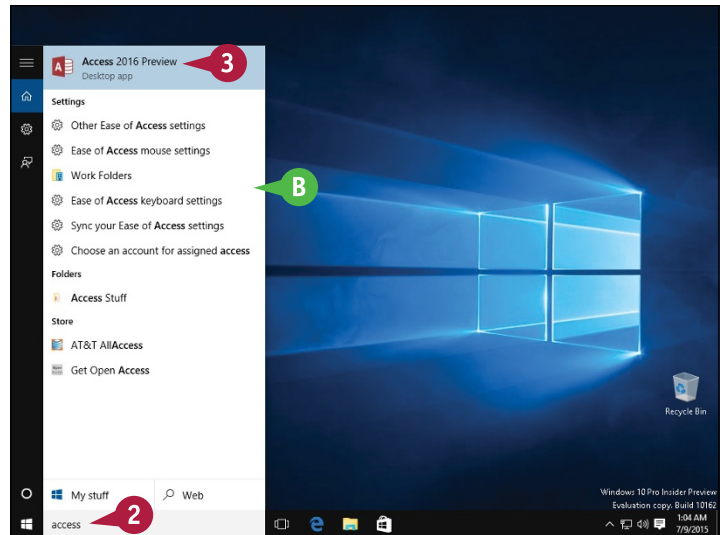 Access 2016 Preview
Desktop app
3
Settings
Other Ease of Access settings
Ease of Access mouse settings
Work Folders
B
Ease of Access keyboard settings
Sync your Ease of Access settings
Choose an account for assigned access
Folders
Access Stuff
Store
AT&T AllAccess
Get Open Access
Recycle Bin
My stuff
Web
Windows 10 Pro Insider Preview
Evaluation copy. Build 10162
access
2
1:04 AM
7/9/2015